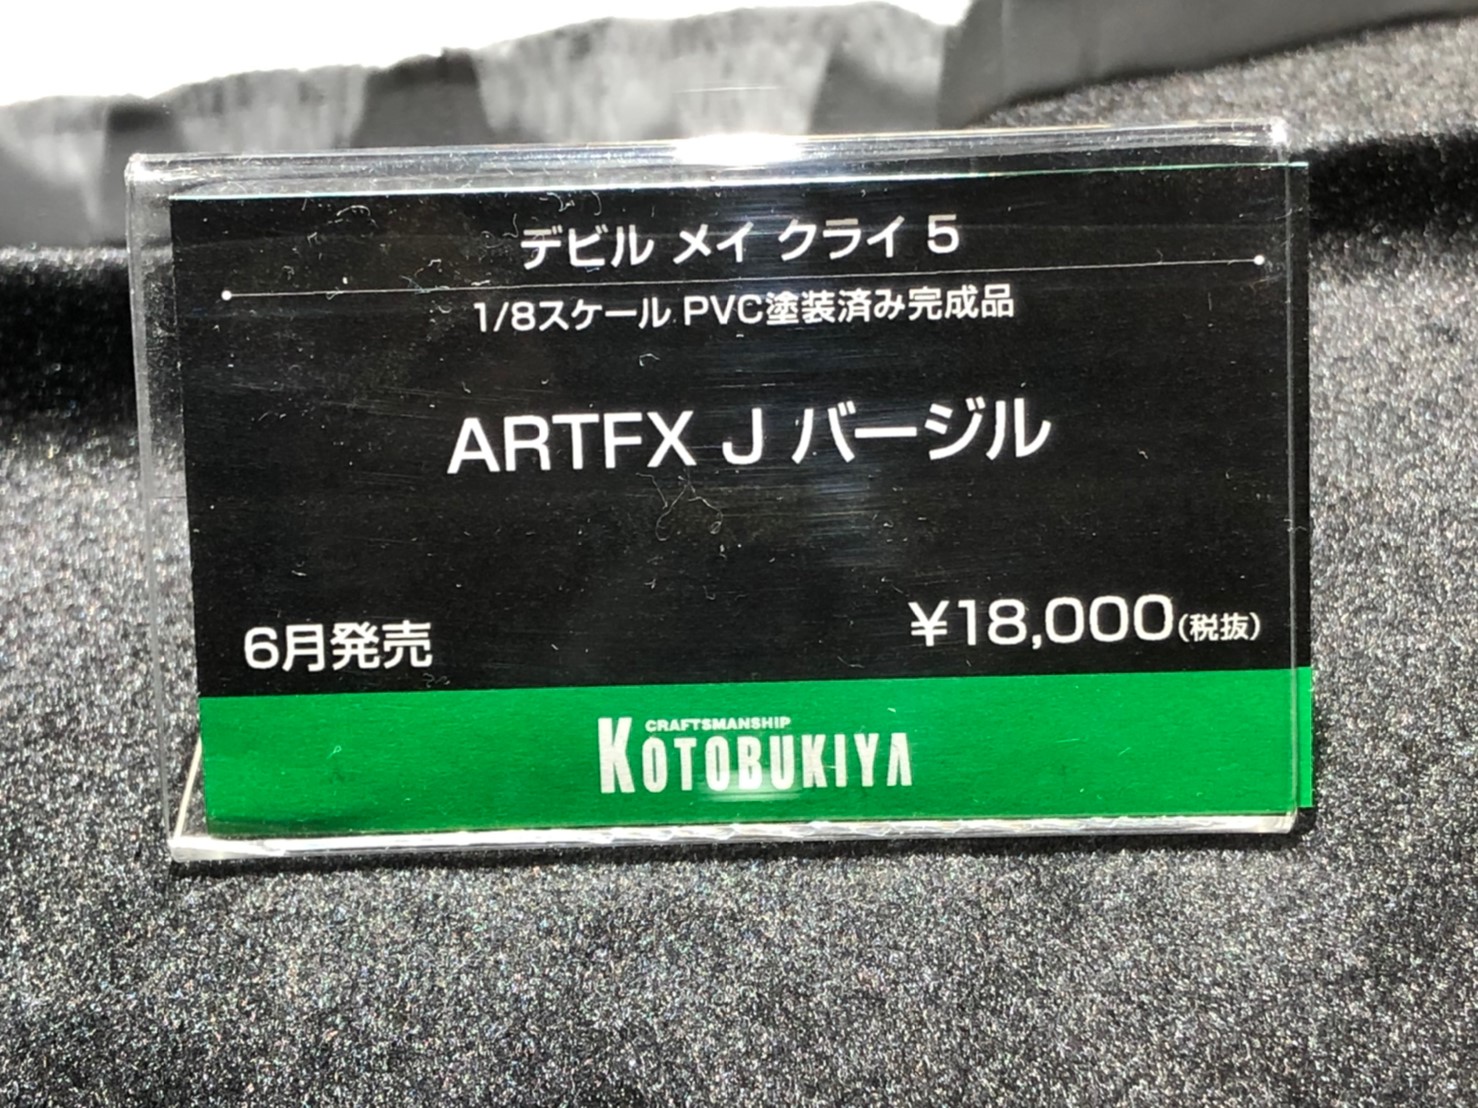 デビル メイ クライ 5
1/8スケール PVC塗装済み完成品
ARTFX J バージル
6月発売
¥18,000(税抜)
CRAFTSMANSHIP
KOTOBUKIYA